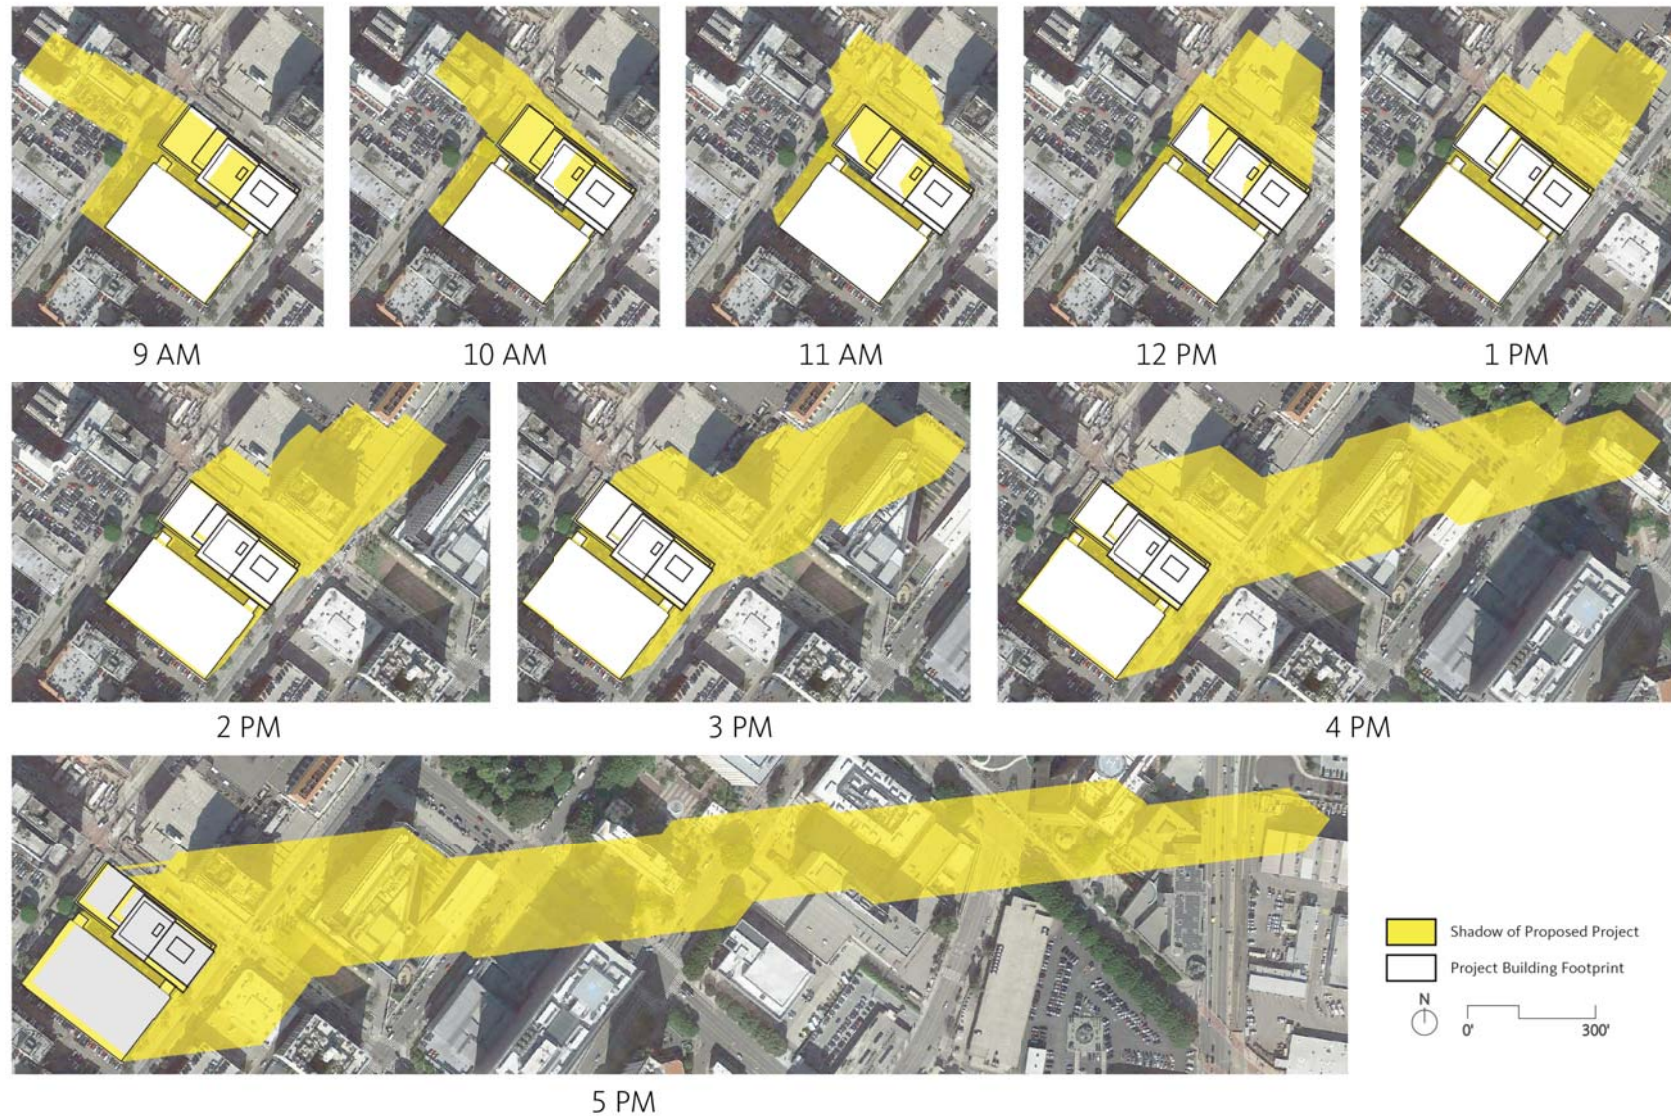 9 AM
10 AM
11 AM
12 PM
1 PM
2 PM
3 PM
4 PM
5 PM
Shadow of Proposed Project
Project Building Footprint
N
0'
300'